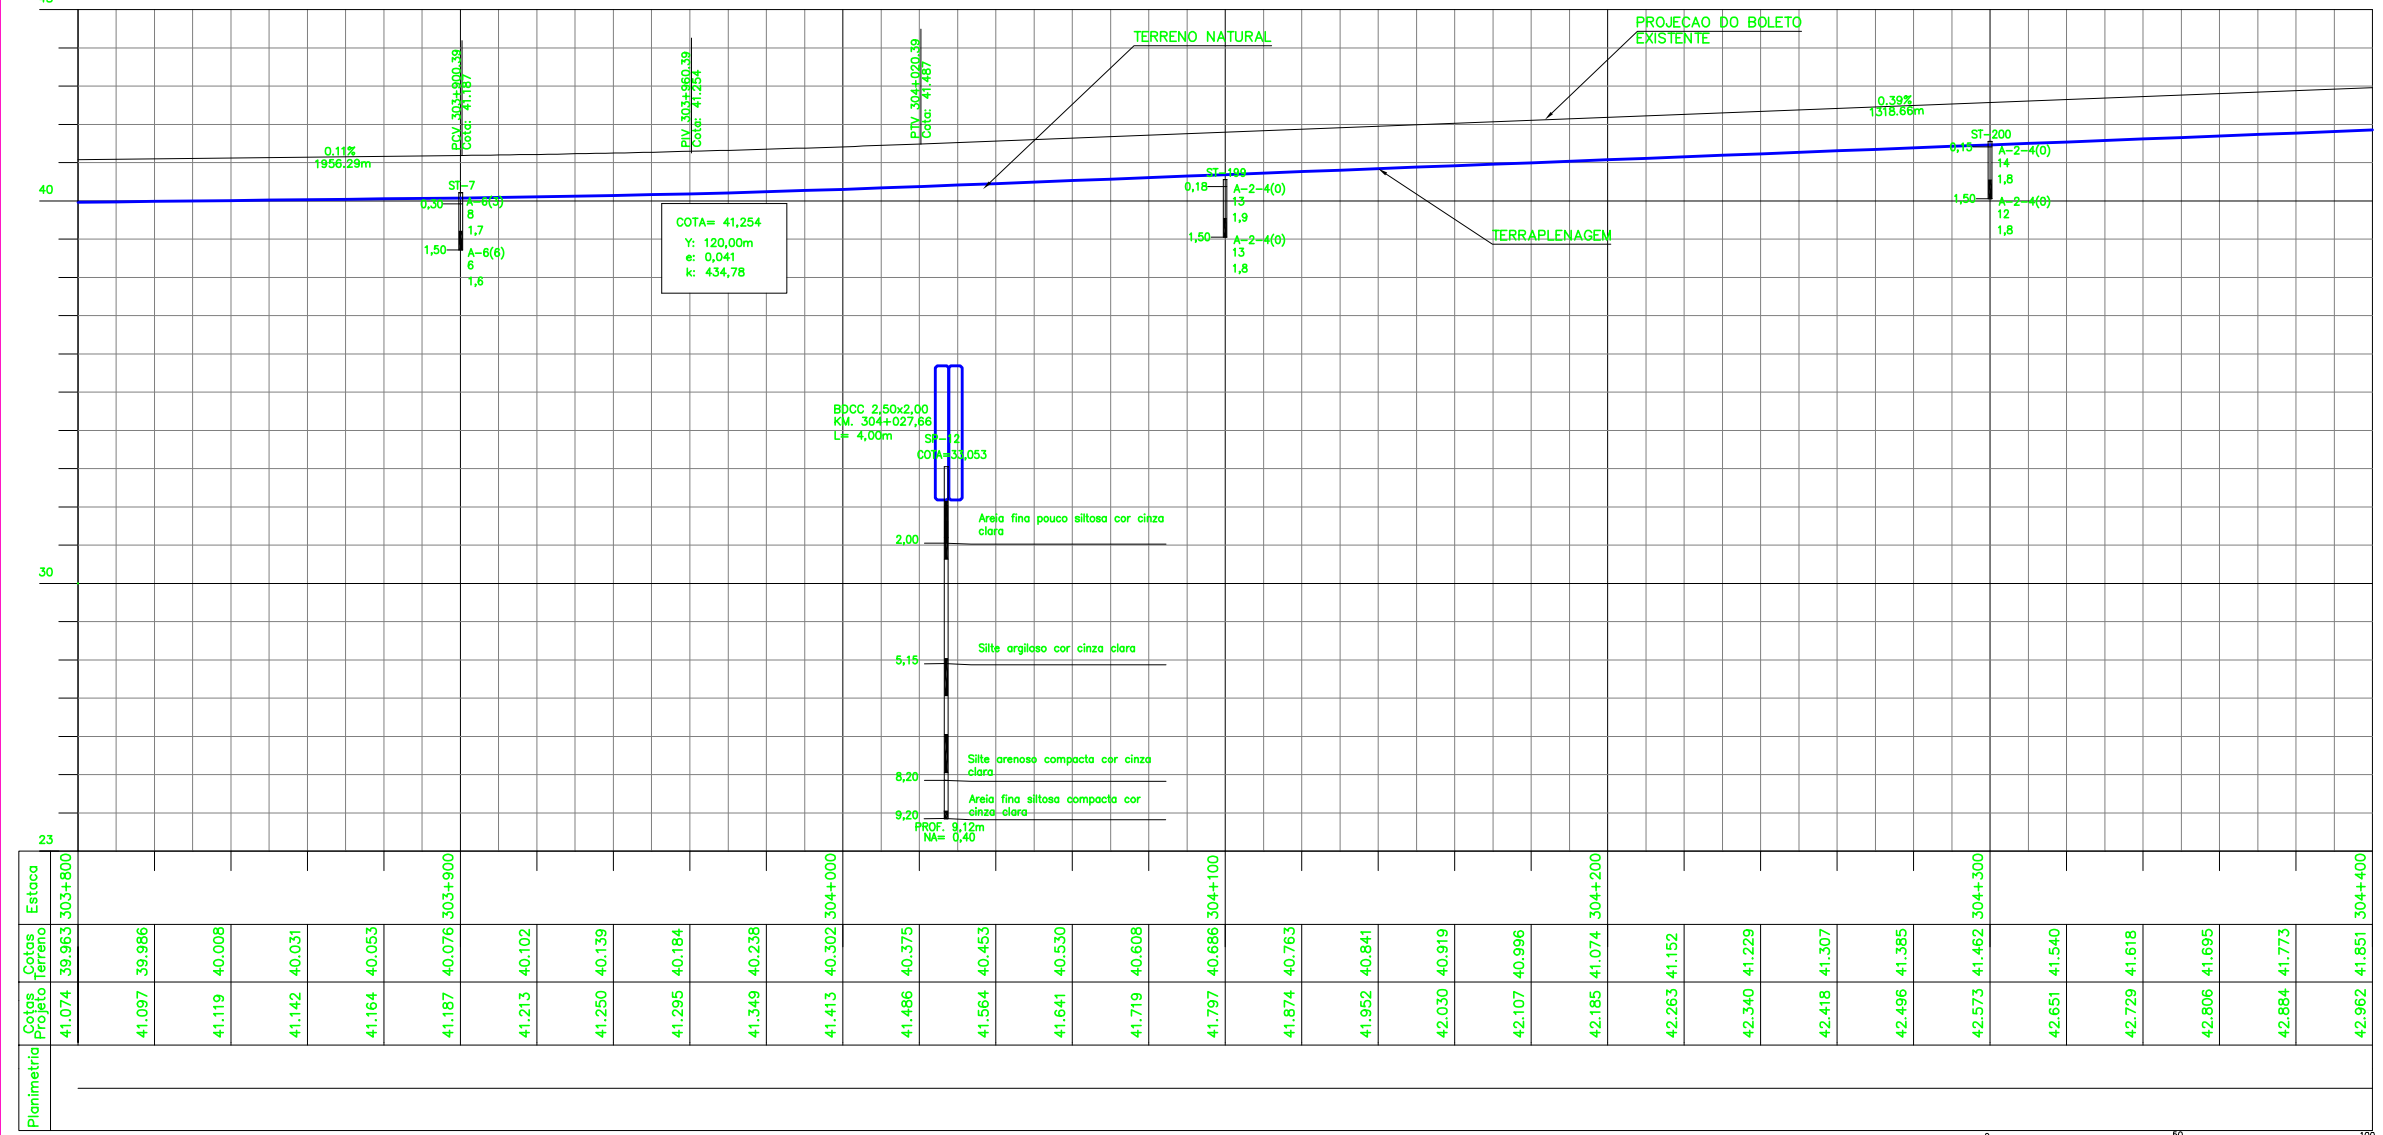 PROJECAO DO BOLETO
EXISTENTE
TERRENO NATURAL
PCV 303+900.39
Cota: 41.187
PIV 303+960.39
Cota: 41.254
PTV 304+020.39
Cota: 41.487
0.11%
1958.29m
0.39%
1318.66m
40
ST-7
0,30
8
1,7
1,50
A-6(6)
6
1,6
COTA= 41,254
Y: 120,00m
e: 0,041
k: 434,78
ST-199
0,18
A-2-4(0)
13
1,9
1,50
A-2-4(0)
13
1,8
TERRAPLENAGEM
ST-200
0,15
A-2-4(0)
14
1,8
1,50
A-2-4(0)
12
1,8
BDCC 2,50x2,00
KM. 304+027,66
L= 4,00m
SP-12
COTA=33,053
Areia fina pouco siltosa cor cinza
clara
2,00
30
Silte argiloso cor cinza clara
5,15
Silte arenoso compacta cor cinza
clara
8,20
Areia fina siltosa compacta cor
cinza clara
9,20
PROF. 9,12m
NA= 0,40
23
Estaca
303+800
303+900
304+000
304+100
304+200
304+300
304+400
Cotas
Terreno
39.963
39.986
40.008
40.031
40.053
40.076
40.102
40.139
40.184
40.238
40.302
40.375
40.453
40.530
40.608
40.686
40.763
40.841
40.919
40.996
41.074
41.152
41.229
41.307
41.385
41.462
41.540
41.618
41.695
41.773
41.851
Cotas
Projeto
41.074
41.097
41.119
41.142
41.164
41.187
41.213
41.250
41.295
41.349
41.413
41.486
41.564
41.641
41.719
41.797
41.874
41.952
42.030
42.107
42.185
42.263
42.340
42.418
42.496
42.573
42.651
42.729
42.806
42.884
42.962
Planimetria